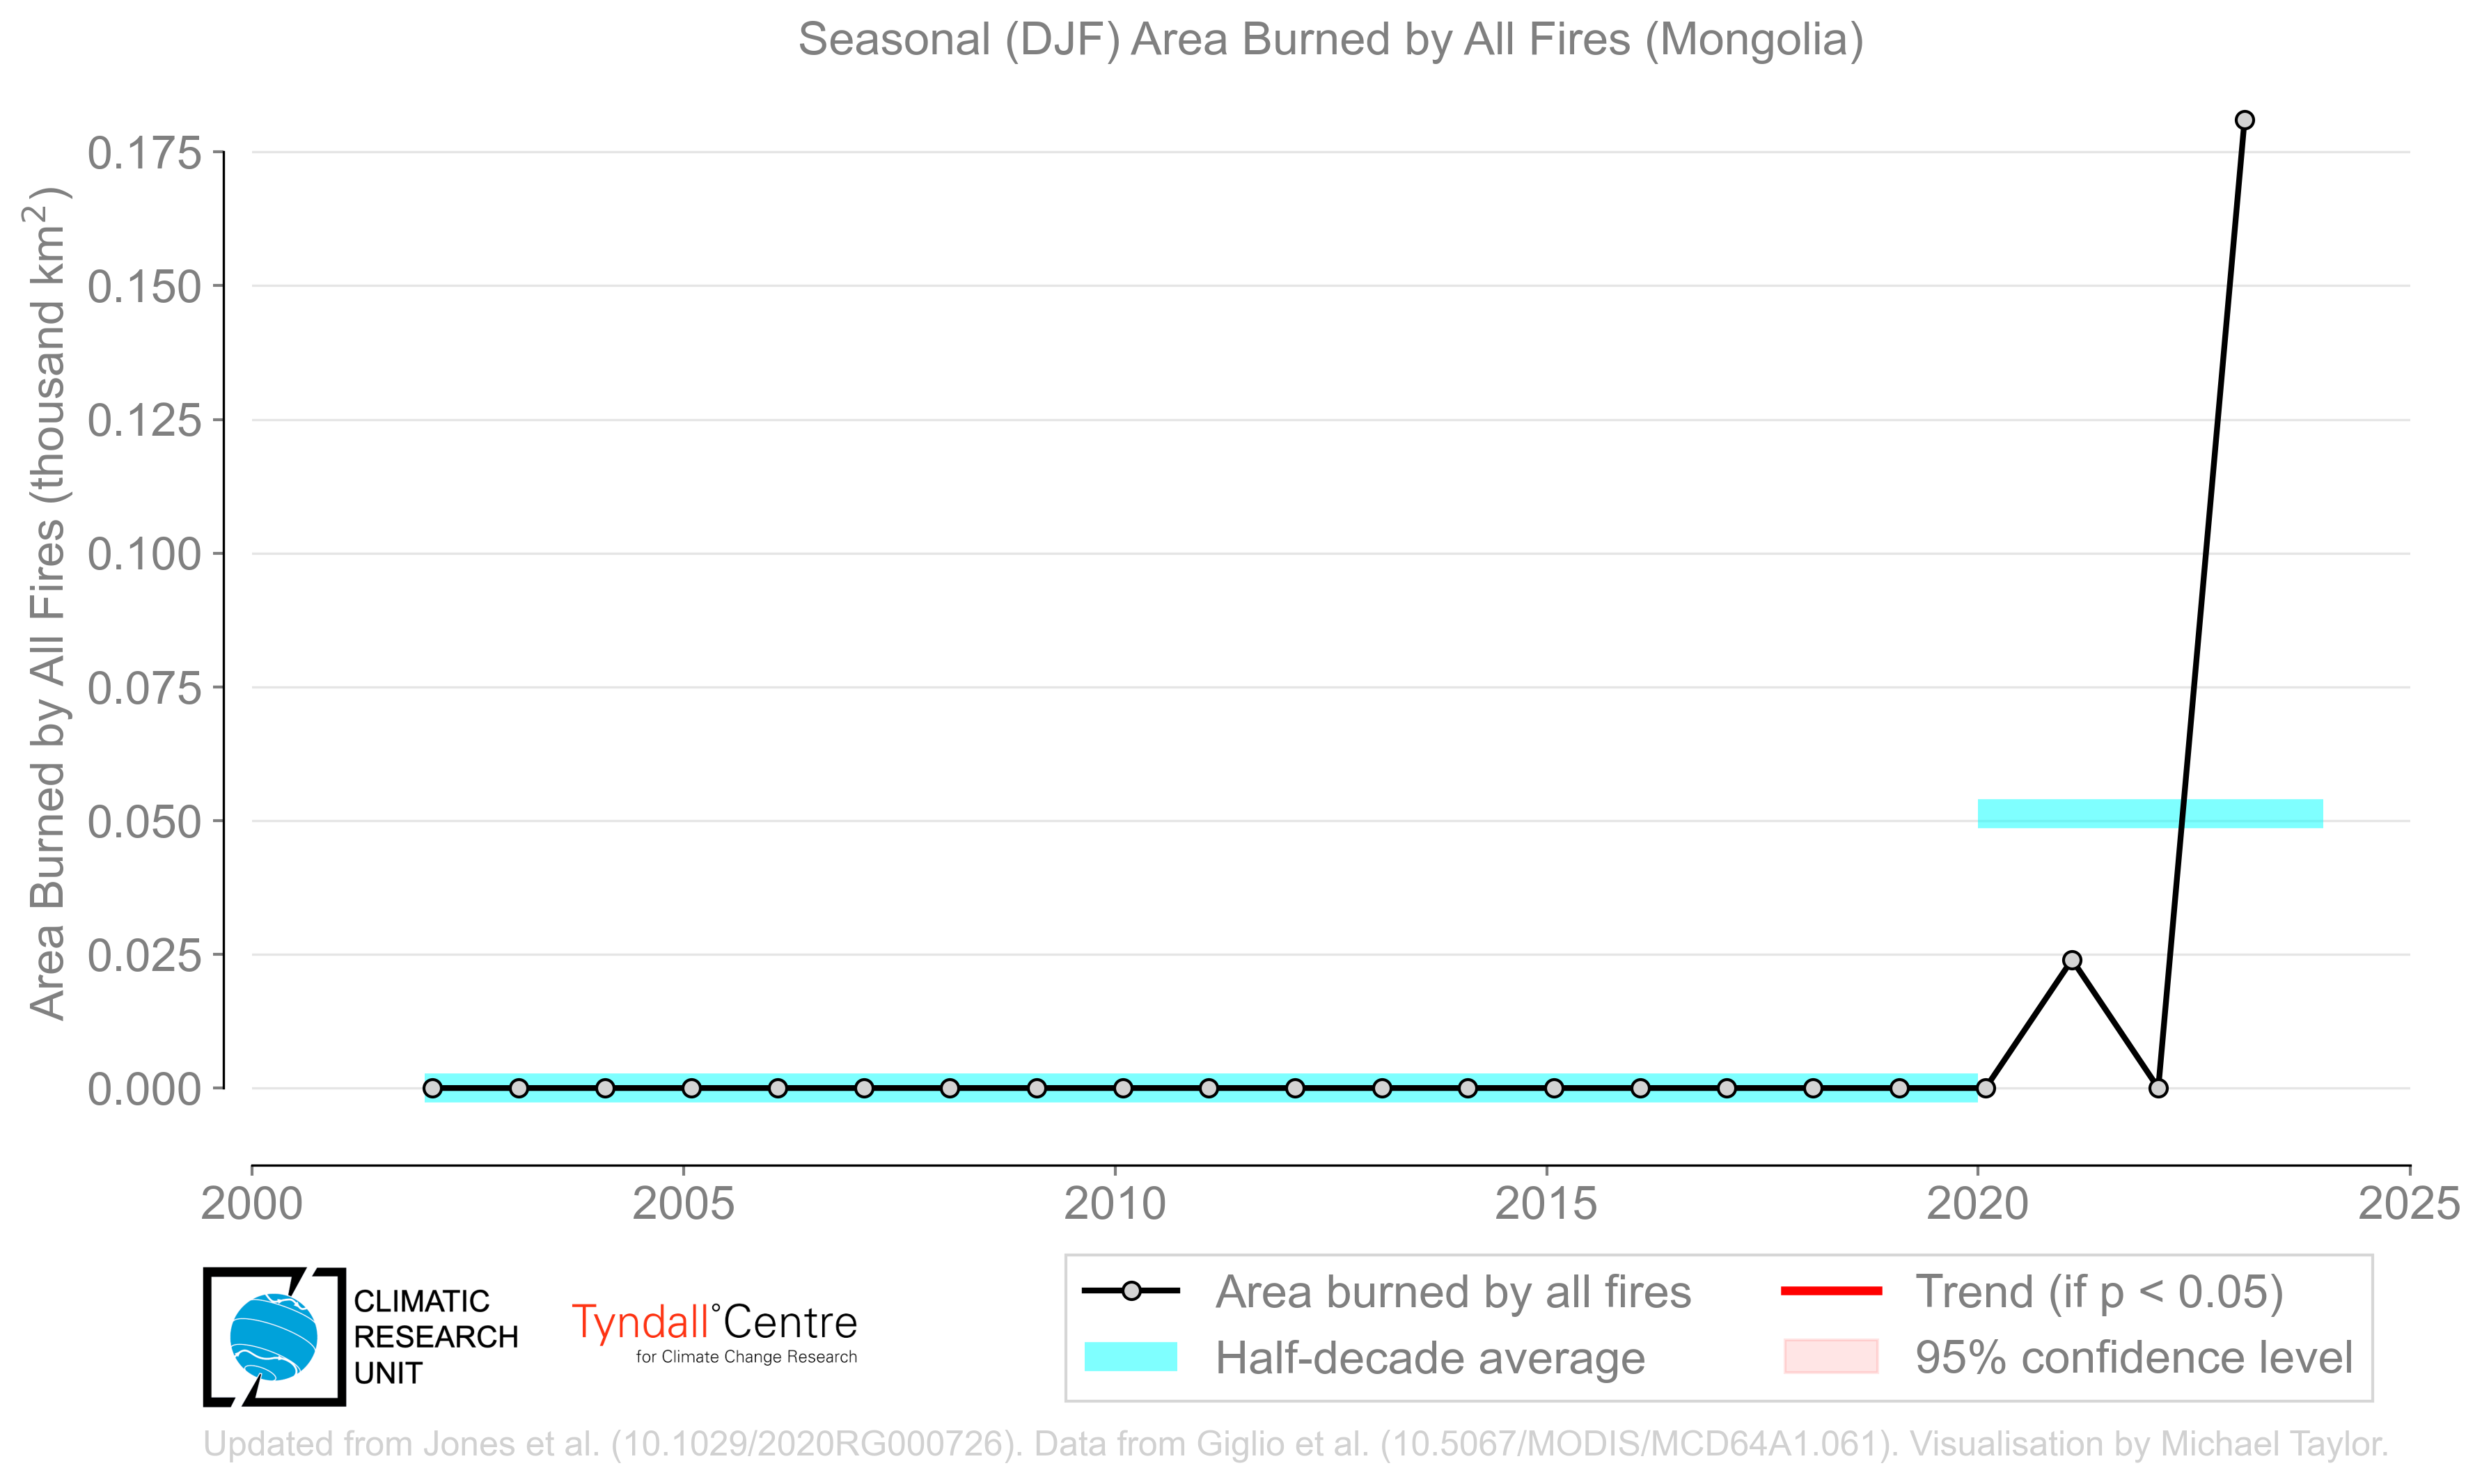 Seasonal (DJF) Area Burned by All Fires (Mongolia)
Area Burned by All Fires (thousand km²)
0.175
0.150
0.125
0.100
0.075
0.050
0.025
0.000
2000
2005
2010
2015
2020
2025
CLIMATIC
RESEARCH
UNIT
Tyndall°Centre
for Climate Change Research
Area burned by all fires
Half-decade average
Trend (if p < 0.05)
95% confidence level
Updated from Jones et al. (10.1029/2020RG000726). Data from Giglio et al. (10.5067/MODIS/MCD64A1.061). Visualisation by Michael Taylor.